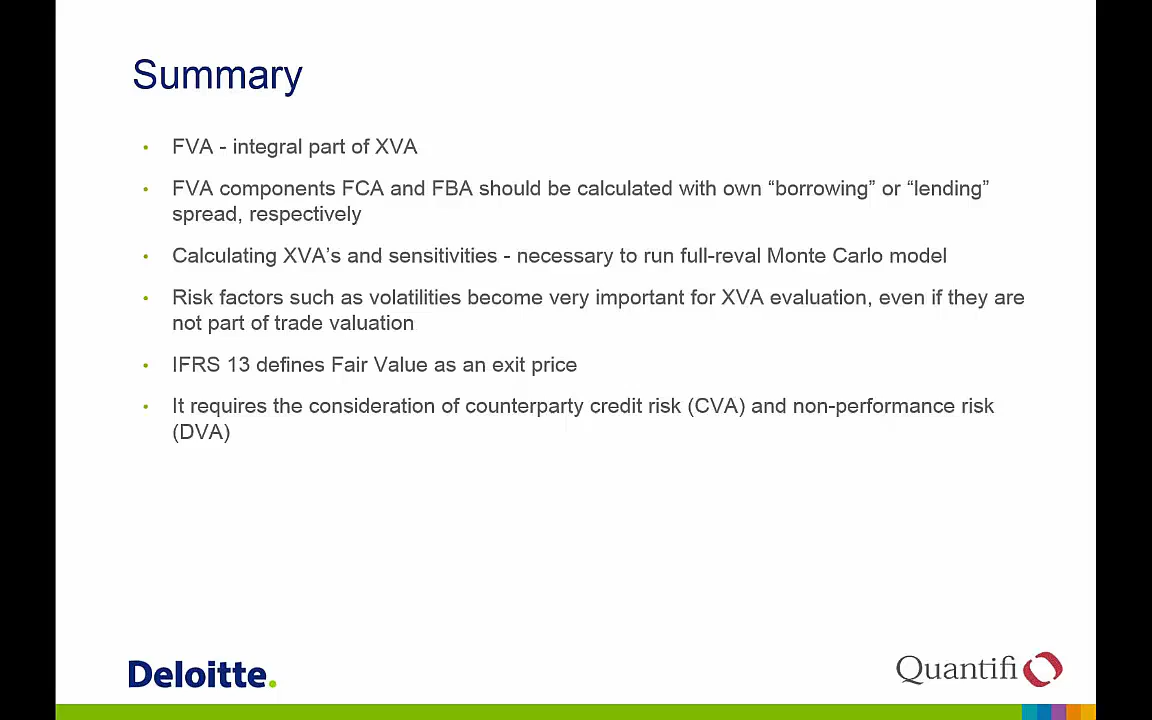 Summary
• FVA - integral part of XVA
• FVA components FCA and FBA should be calculated with own “borrowing” or “lending”
spread, respectively
• Calculating XVA’s and sensitivities - necessary to run full-reval Monte Carlo model
• Risk factors such as volatilities become very important for XVA evaluation, even if they are
not part of trade valuation
• IFRS 13 defines Fair Value as an exit price
• It requires the consideration of counterparty credit risk (CVA) and non-performance risk
(DVA)
Deloitte.
Quantifi